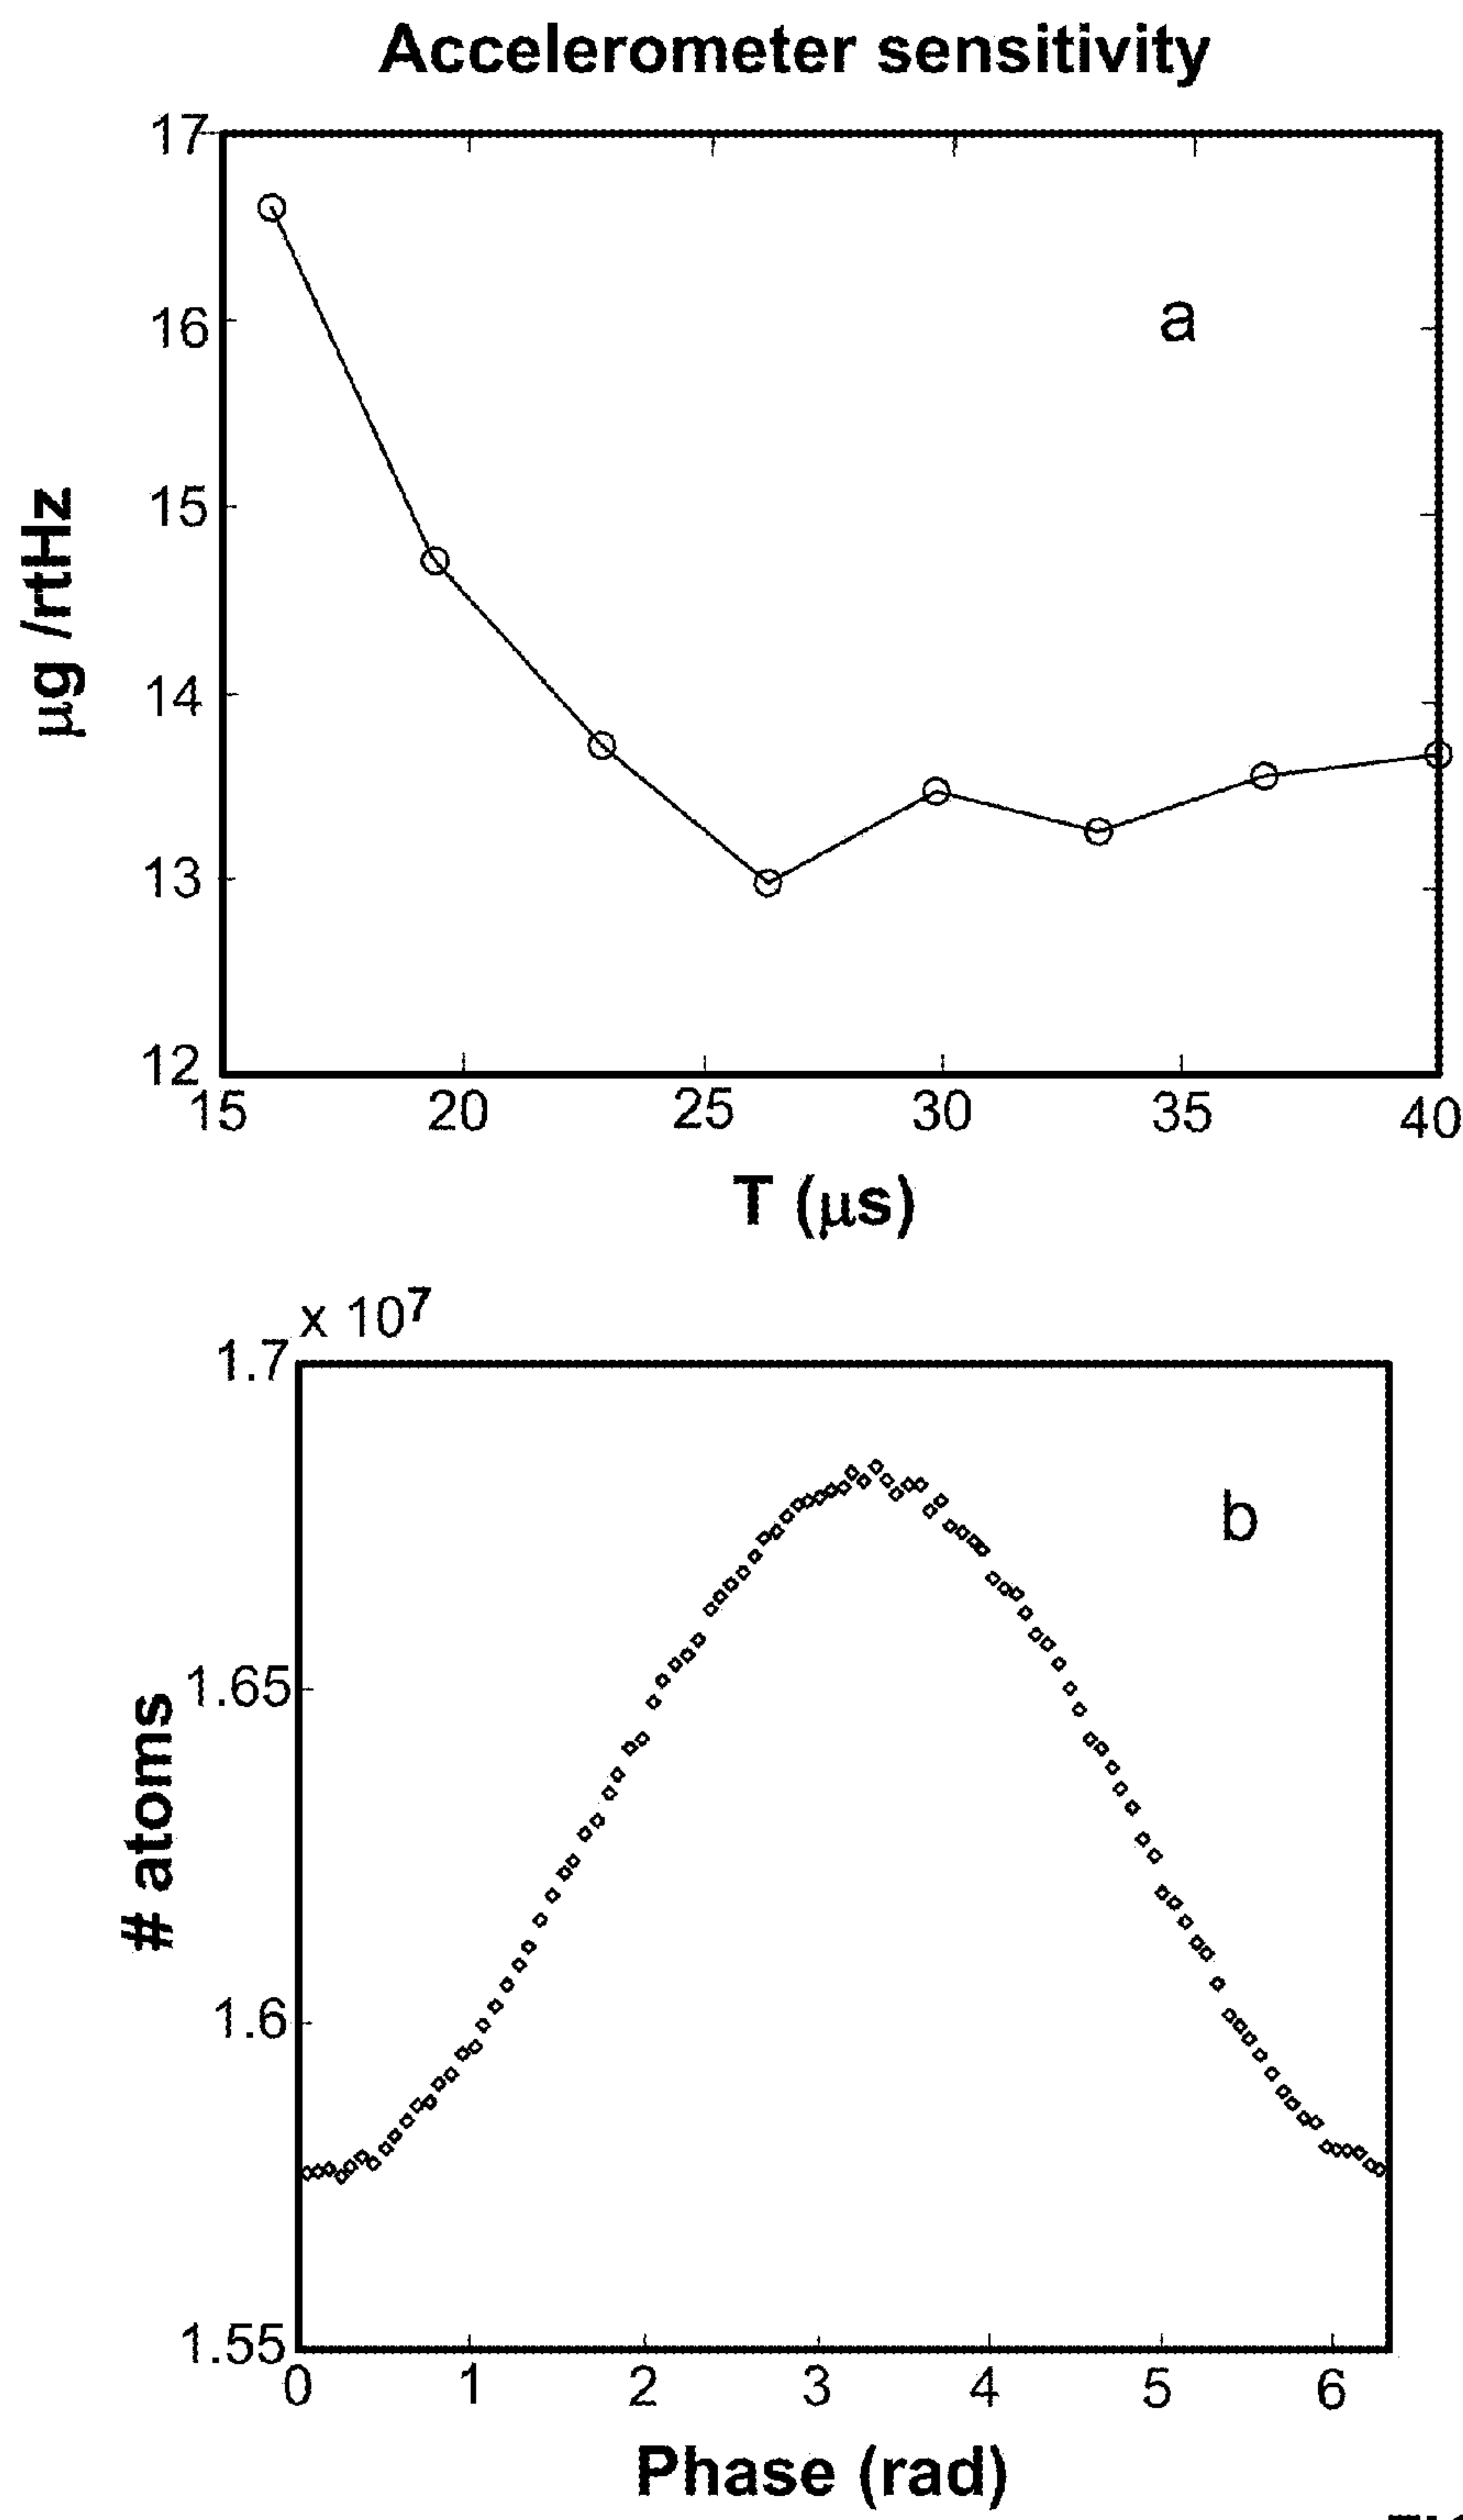 Accelerometer sensitivity
17
16
15
14
13
12
µg /rtHz
a
15 20 25 30 35 40
T (µs)
x 10⁷
1.7
1.65
1.6
1.55
# atoms
b
0 1 2 3 4 5 6
Phase (rad)